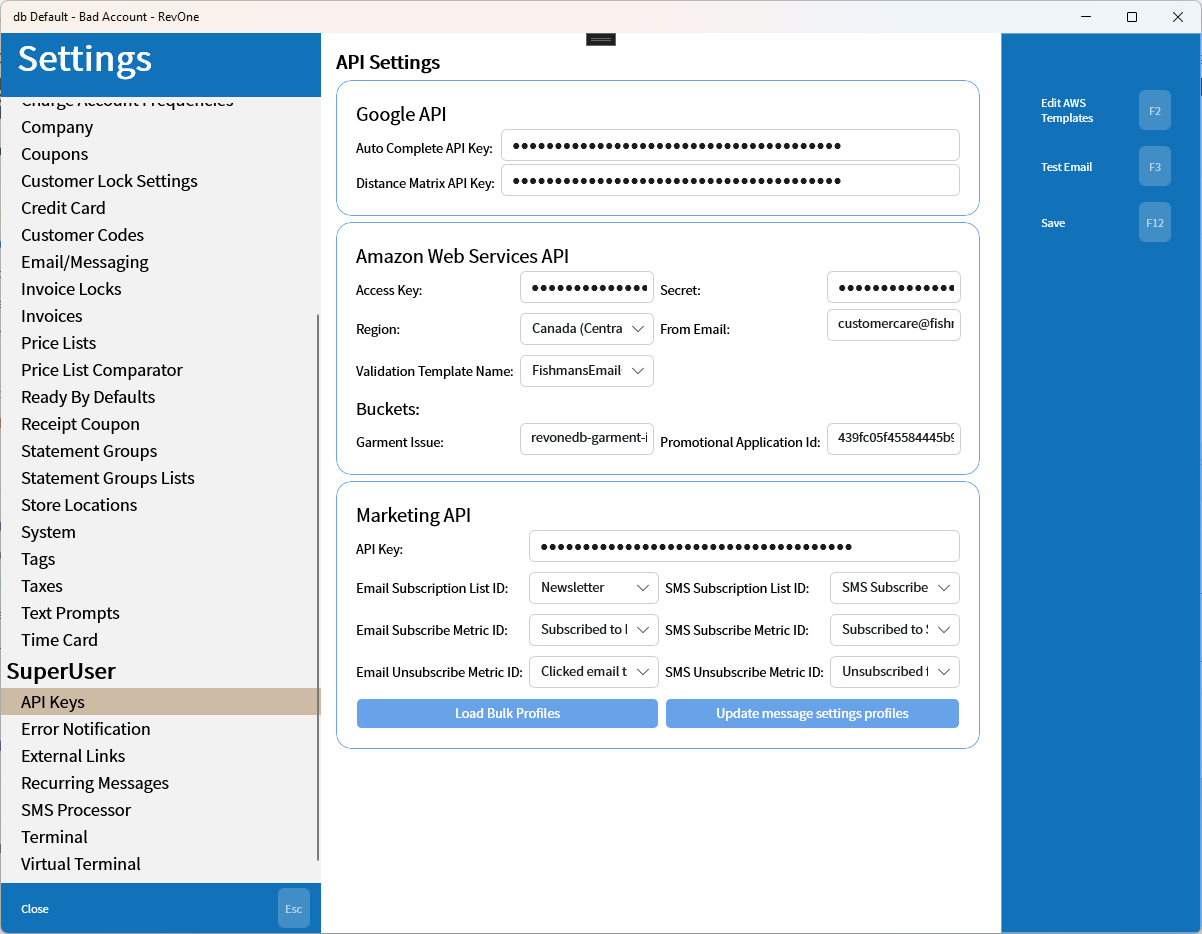 db Default - Bad Account - RevOne
Settings
Charge Account Frequencies
Company
Coupons
Customer Lock Settings
Credit Card
Customer Codes
Email/Messaging
Invoice Locks
Invoices
Price Lists
Price List Comparator
Ready By Defaults
Receipt Coupon
Statement Groups
Statement Groups Lists
Store Locations
System
Tags
Taxes
Text Prompts
Time Card
SuperUser
API Keys
Error Notification
External Links
Recurring Messages
SMS Processor
Terminal
Virtual Terminal
Close Esc
API Settings
Google API
Auto Complete API Key: ●●●●●●●●●●●●●●●●●●●●●●●●●●●●●●●●●●●●●●●
Distance Matrix API Key: ●●●●●●●●●●●●●●●●●●●●●●●●●●●●●●●●●●●●●●●
Amazon Web Services API
Access Key: ●●●●●●●●●●●●●● Secret: ●●●●●●●●●●●●●●
Region: Canada (Centra From Email: customercare@fishr
Validation Template Name: FishmansEmail
Buckets:
Garment Issue: revonedb-garment-i Promotional Application Id: 439fc05f45584445b9
Marketing API
API Key: ●●●●●●●●●●●●●●●●●●●●●●●●●●●●●●●●●●●●●
Email Subscription List ID: Newsletter SMS Subscription List ID: SMS Subscribe
Email Subscribe Metric ID: Subscribed to SMS Subscribe Metric ID: Subscribed to
Email Unsubscribe Metric ID: Clicked email t SMS Unsubscribe Metric ID: Unsubscribed
Load Bulk Profiles Update message settings profiles
Edit AWS
Templates F2
Test Email F3
Save F12